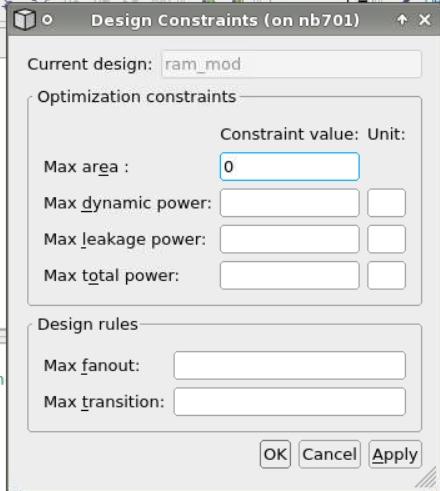 Design Constraints (on nb701)
Current design: ram_mod
Optimization constraints
Constraint value: Unit:
Max area : 0
Max dynamic power:
Max leakage power:
Max total power:
Design rules
Max fanout:
Max transition:
OK Cancel Apply